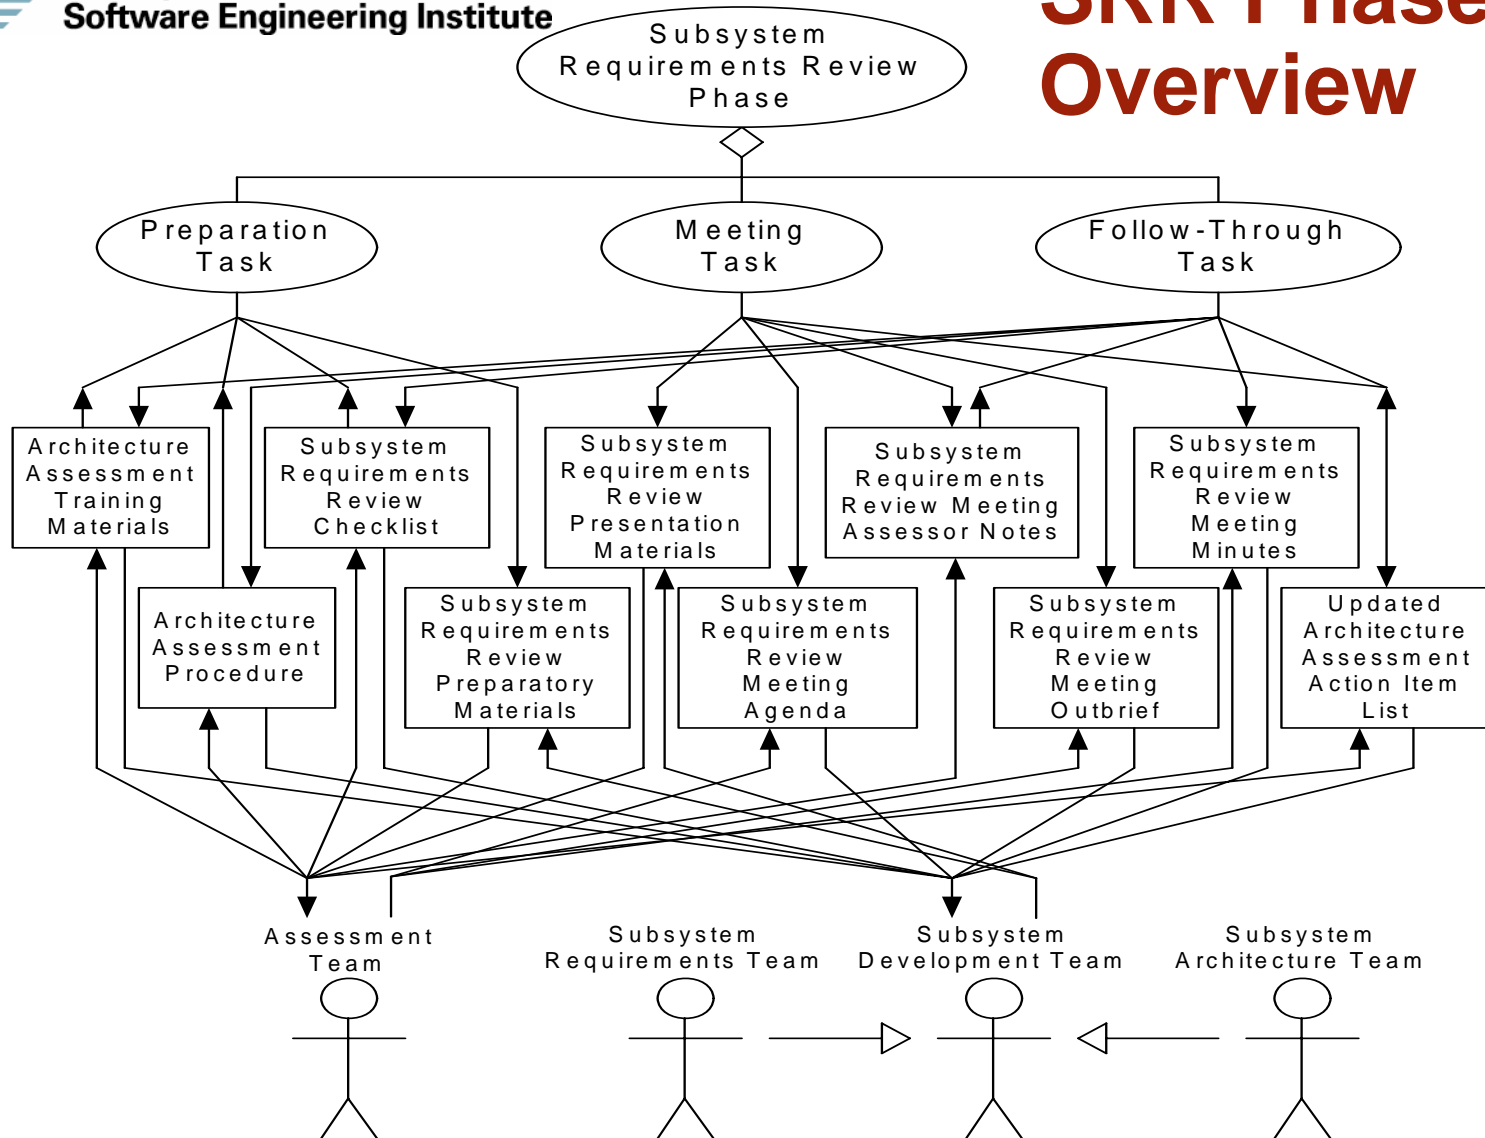 Software Engineering Institute
SRR Phase
Overview
Subsystem
Requirements Review
Phase
Preparation
Task
Meeting
Task
Follow-Through
Task
Architecture
Assessment
Training
Materials
Subsystem
Requirements
Review
Checklist
Subsystem
Requirements
Review
Presentation
Materials
Subsystem
Requirements
Review Meeting
Assessor Notes
Subsystem
Requirements
Review
Meeting
Minutes
Architecture
Assessment
Procedure
Subsystem
Requirements
Review
Preparatory
Materials
Subsystem
Requirements
Review
Meeting
Agenda
Subsystem
Requirements
Review
Meeting
Outbrief
Updated
Architecture
Assessment
Action Item
List
Assessment
Team
Subsystem
Requirements Team
Subsystem
Development Team
Subsystem
Architecture Team